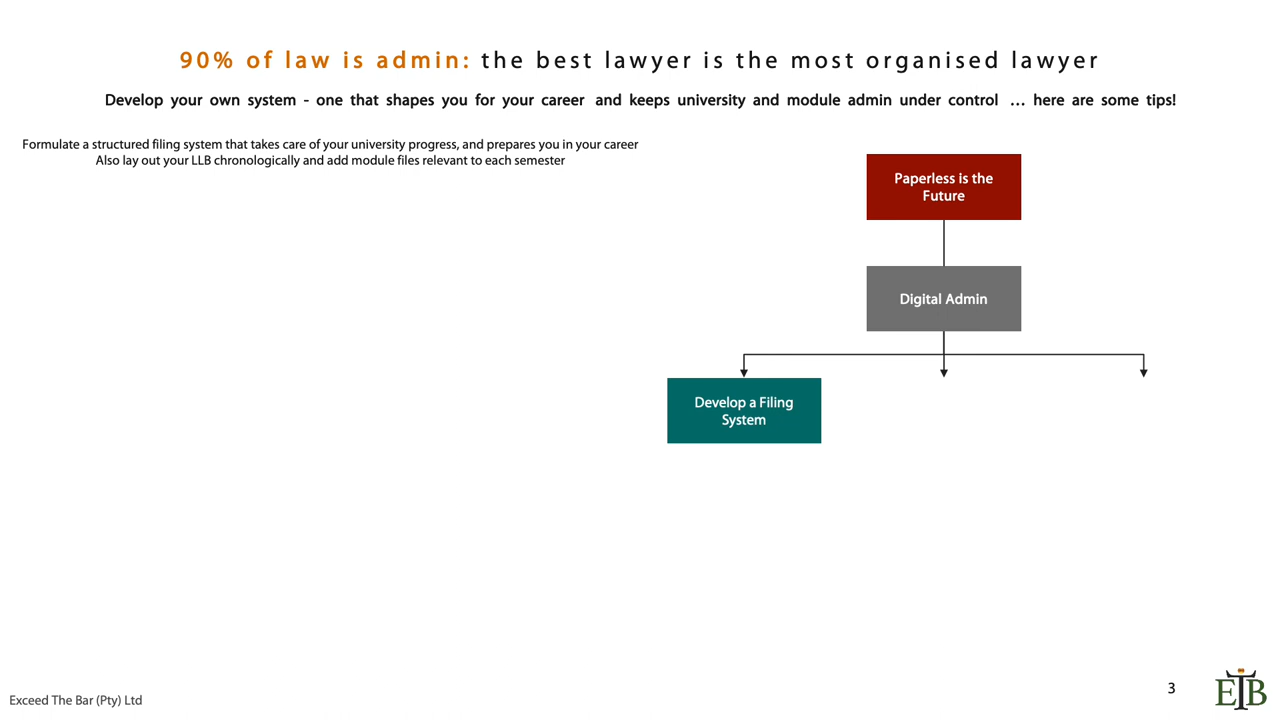 90% of law is admin: the best lawyer is the most organised lawyer
Develop your own system - one that shapes you for your career and keeps university and module admin under control … here are some tips!
Formulate a structured filing system that takes care of your university progress, and prepares you in your career
Also lay out your LLB chronologically and add module files relevant to each semester
Paperless is the
Future
Digital Admin
Develop a Filing
System
Exceed The Bar (Pty) Ltd
3
ETB